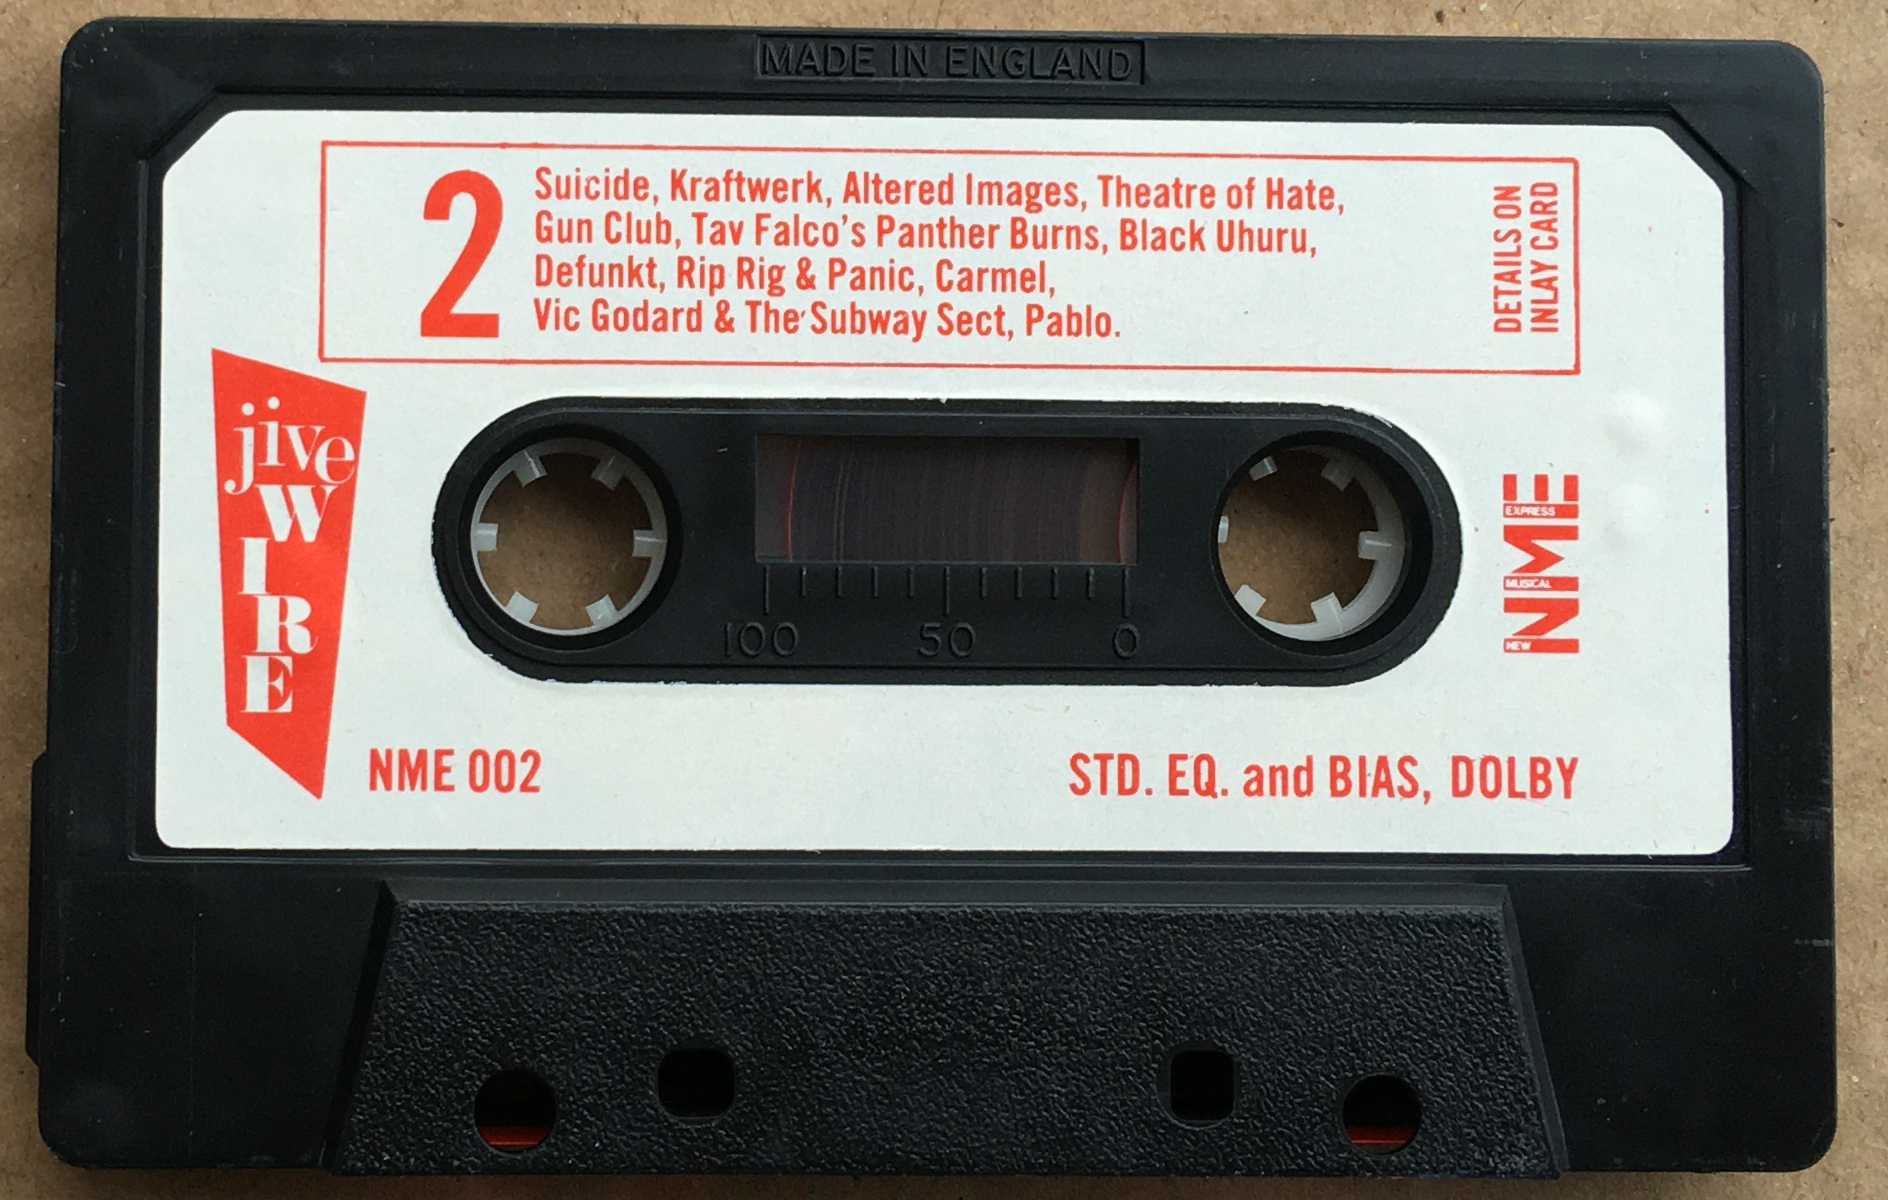 MADE IN ENGLAND
2
Suicide, Kraftwerk, Altered Images, Theatre of Hate,
Gun Club, Tav Falco's Panther Burns, Black Uhuru,
Defunkt, Rip Rig & Panic, Carmel,
Vic Godard & The Subway Sect, Pablo.
DETAILS ON
INLAY CARD
jive
W
I
R
E
100 50 0
NEW MUSICAL EXPRESS
NME
NME 002
STD. EQ. and BIAS, DOLBY